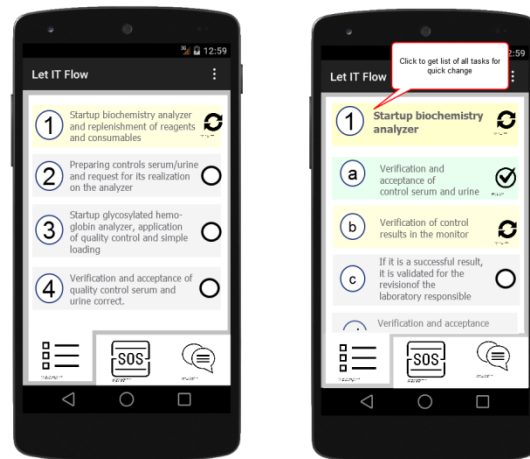 12:59
Let IT Flow
1
Startup biochemistry analyzer
and replenishment of reagents
and consumables
2
Preparing controls serum/urine
and request for its realization
on the analyzer
3
Startup glycosylated hemo-
globin analyzer, application
of quality control and simple
loading
4
Verification and acceptance of
quality control serum and
urine correct.
SOS
2:59
Click to get list of all tasks for
quick change
Let IT Flow
1
Startup biochemistry
analyzer
a
Verification and
acceptance of
control serum and urine
b
Verification of control
results in the monitor
c
If it is a successful result,
it is validated for the
revisionof the
laboratory responsible
Verification and acceptance
SOS